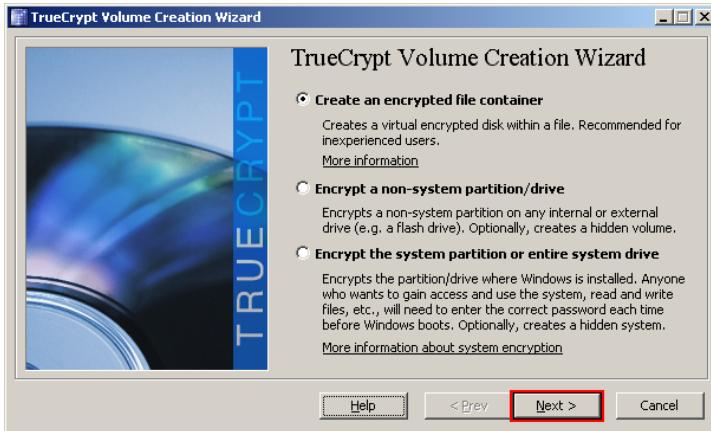 TrueCrypt Volume Creation Wizard
TRUECRYPT
TrueCrypt Volume Creation Wizard
Create an encrypted file container
Creates a virtual encrypted disk within a file. Recommended for
inexperienced users.
More information
Encrypt a non-system partition/drive
Encrypts a non-system partition on any internal or external
drive (e.g. a flash drive). Optionally, creates a hidden volume.
Encrypt the system partition or entire system drive
Encrypts the partition/drive where Windows is installed. Anyone
who wants to gain access and use the system, read and write
files, etc., will need to enter the correct password each time
before Windows boots. Optionally, creates a hidden system.
More information about system encryption
Help
< Prev
Next >
Cancel